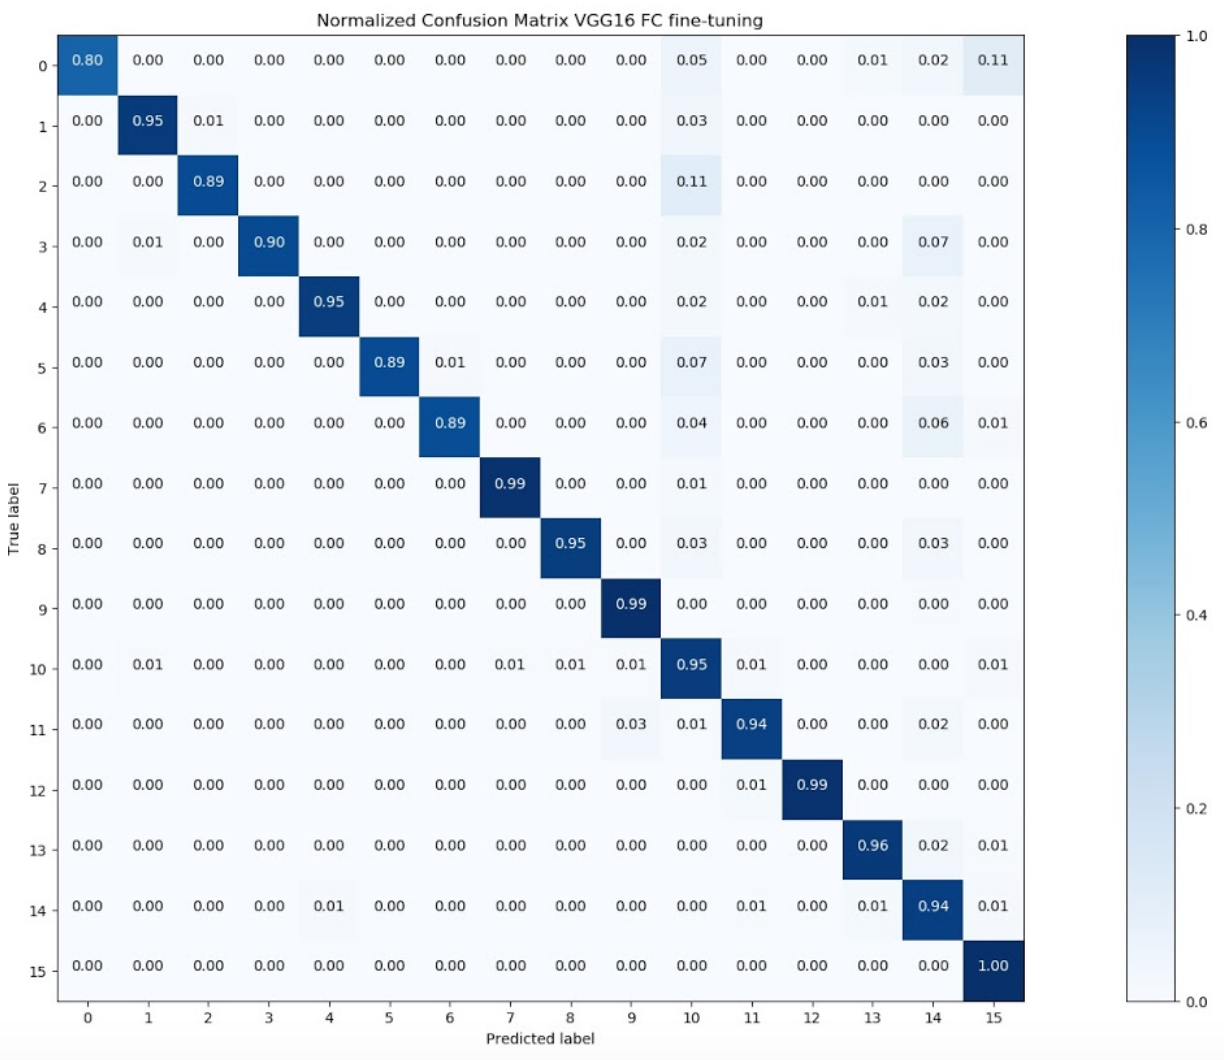 Normalized Confusion Matrix VGG16 FC fine-tuning
0 0.80 0.00 0.00 0.00 0.00 0.00 0.00 0.00 0.00 0.00 0.05 0.00 0.00 0.01 0.02 0.11
1 0.00 0.95 0.01 0.00 0.00 0.00 0.00 0.00 0.00 0.00 0.03 0.00 0.00 0.00 0.00 0.00
2 0.00 0.00 0.89 0.00 0.00 0.00 0.00 0.00 0.00 0.00 0.11 0.00 0.00 0.00 0.00 0.00
3 0.00 0.01 0.00 0.90 0.00 0.00 0.00 0.00 0.00 0.00 0.02 0.00 0.00 0.00 0.07 0.00
4 0.00 0.00 0.00 0.00 0.95 0.00 0.00 0.00 0.00 0.00 0.02 0.00 0.00 0.01 0.02 0.00
5 0.00 0.00 0.00 0.00 0.00 0.89 0.01 0.00 0.00 0.00 0.07 0.00 0.00 0.00 0.03 0.00
6 0.00 0.00 0.00 0.00 0.00 0.00 0.89 0.00 0.00 0.00 0.04 0.00 0.00 0.00 0.06 0.01
7 0.00 0.00 0.00 0.00 0.00 0.00 0.00 0.99 0.00 0.00 0.01 0.00 0.00 0.00 0.00 0.00
8 0.00 0.00 0.00 0.00 0.00 0.00 0.00 0.00 0.95 0.00 0.03 0.00 0.00 0.00 0.03 0.00
9 0.00 0.00 0.00 0.00 0.00 0.00 0.00 0.00 0.00 0.99 0.00 0.00 0.00 0.00 0.00 0.00
10 0.00 0.01 0.00 0.00 0.00 0.00 0.00 0.01 0.01 0.01 0.95 0.01 0.00 0.00 0.00 0.01
11 0.00 0.00 0.00 0.00 0.00 0.00 0.00 0.00 0.00 0.03 0.01 0.94 0.00 0.00 0.02 0.00
12 0.00 0.00 0.00 0.00 0.00 0.00 0.00 0.00 0.00 0.00 0.00 0.01 0.99 0.00 0.00 0.00
13 0.00 0.00 0.00 0.00 0.00 0.00 0.00 0.00 0.00 0.00 0.00 0.00 0.00 0.96 0.02 0.01
14 0.00 0.00 0.00 0.00 0.01 0.00 0.00 0.00 0.00 0.00 0.00 0.01 0.00 0.01 0.94 0.01
15 0.00 0.00 0.00 0.00 0.00 0.00 0.00 0.00 0.00 0.00 0.00 0.00 0.00 0.00 0.00 1.00
0 1 2 3 4 5 6 7 8 9 10 11 12 13 14 15
Predicted label
True label
1.0
0.8
0.6
0.4
0.2
0.0